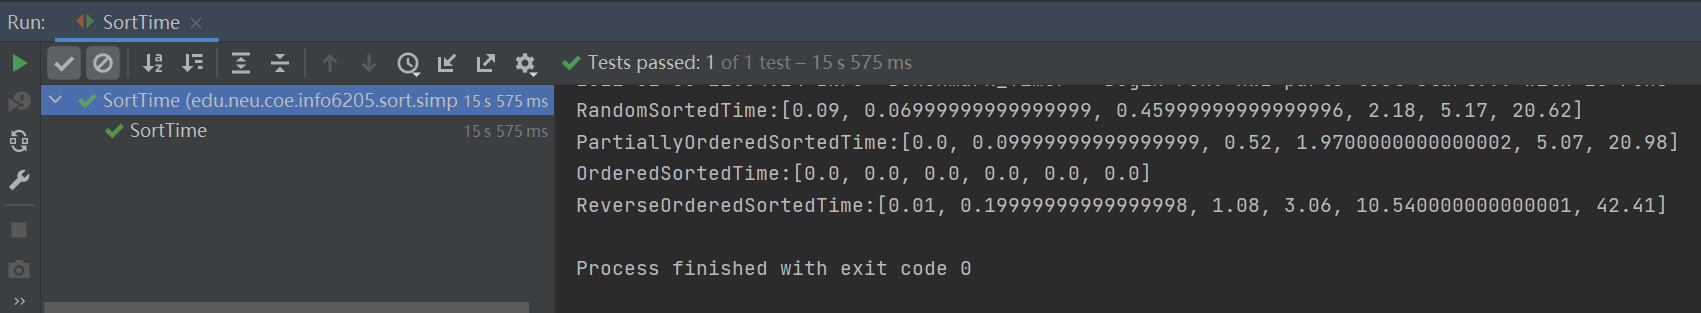 Run: SortTime
Tests passed: 1 of 1 test – 15 s 575 ms
SortTime (edu.neu.coe.info6205.sort.simp 15 s 575 ms
SortTime 15 s 575 ms
RandomSortedTime:[0.09, 0.06999999999999999, 0.45999999999999996, 2.18, 5.17, 20.62]
PartiallyOrderedSortedTime:[0.0, 0.09999999999999999, 0.52, 1.9700000000000002, 5.07, 20.98]
OrderedSortedTime:[0.0, 0.0, 0.0, 0.0, 0.0, 0.0]
ReverseOrderedSortedTime:[0.01, 0.19999999999999998, 1.08, 3.06, 10.540000000000001, 42.41]
Process finished with exit code 0